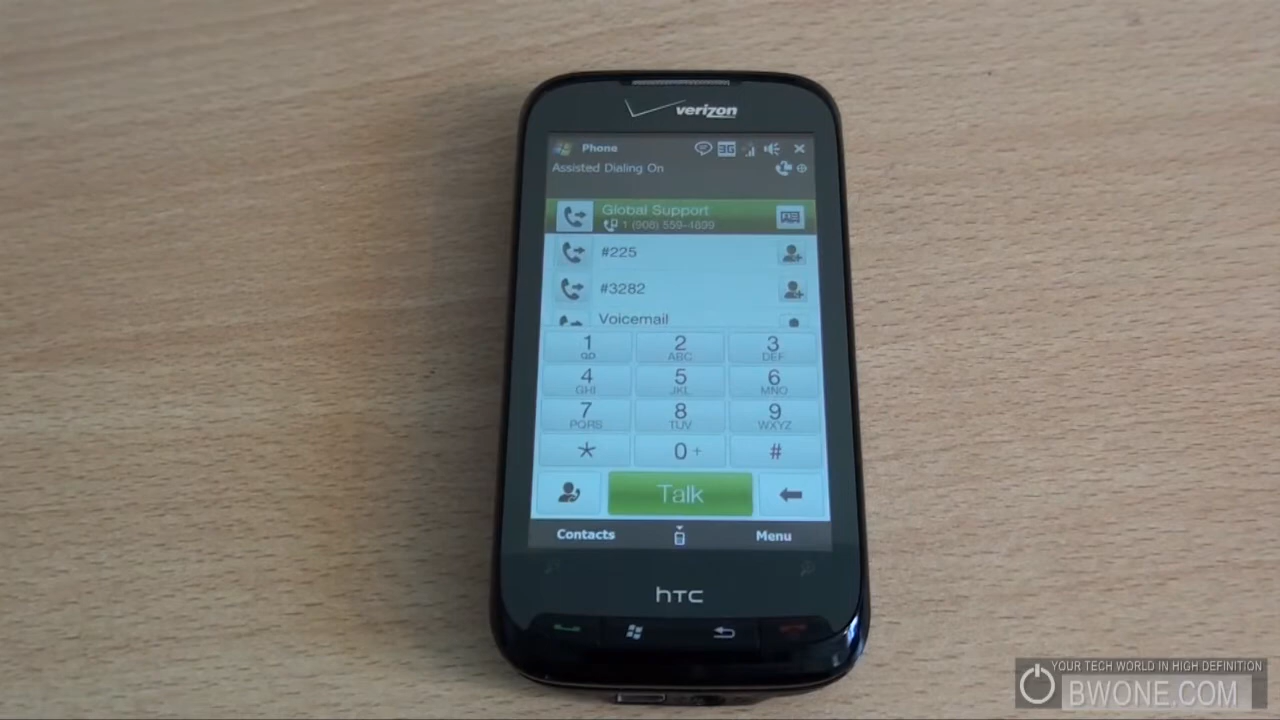 verizon
Phone 3G
Assisted Dialing On
Global Support
1 (908) 559-4899
#225
#3282
Voicemail
1 2 ABC 3 DEF
4 GHI 5 JKL 6 MNO
7 PQRS 8 TUV 9 WXYZ
* 0 + #
Talk
Contacts Menu
hTC
YOUR TECH WORLD IN HIGH DEFINITION
BWONE.COM